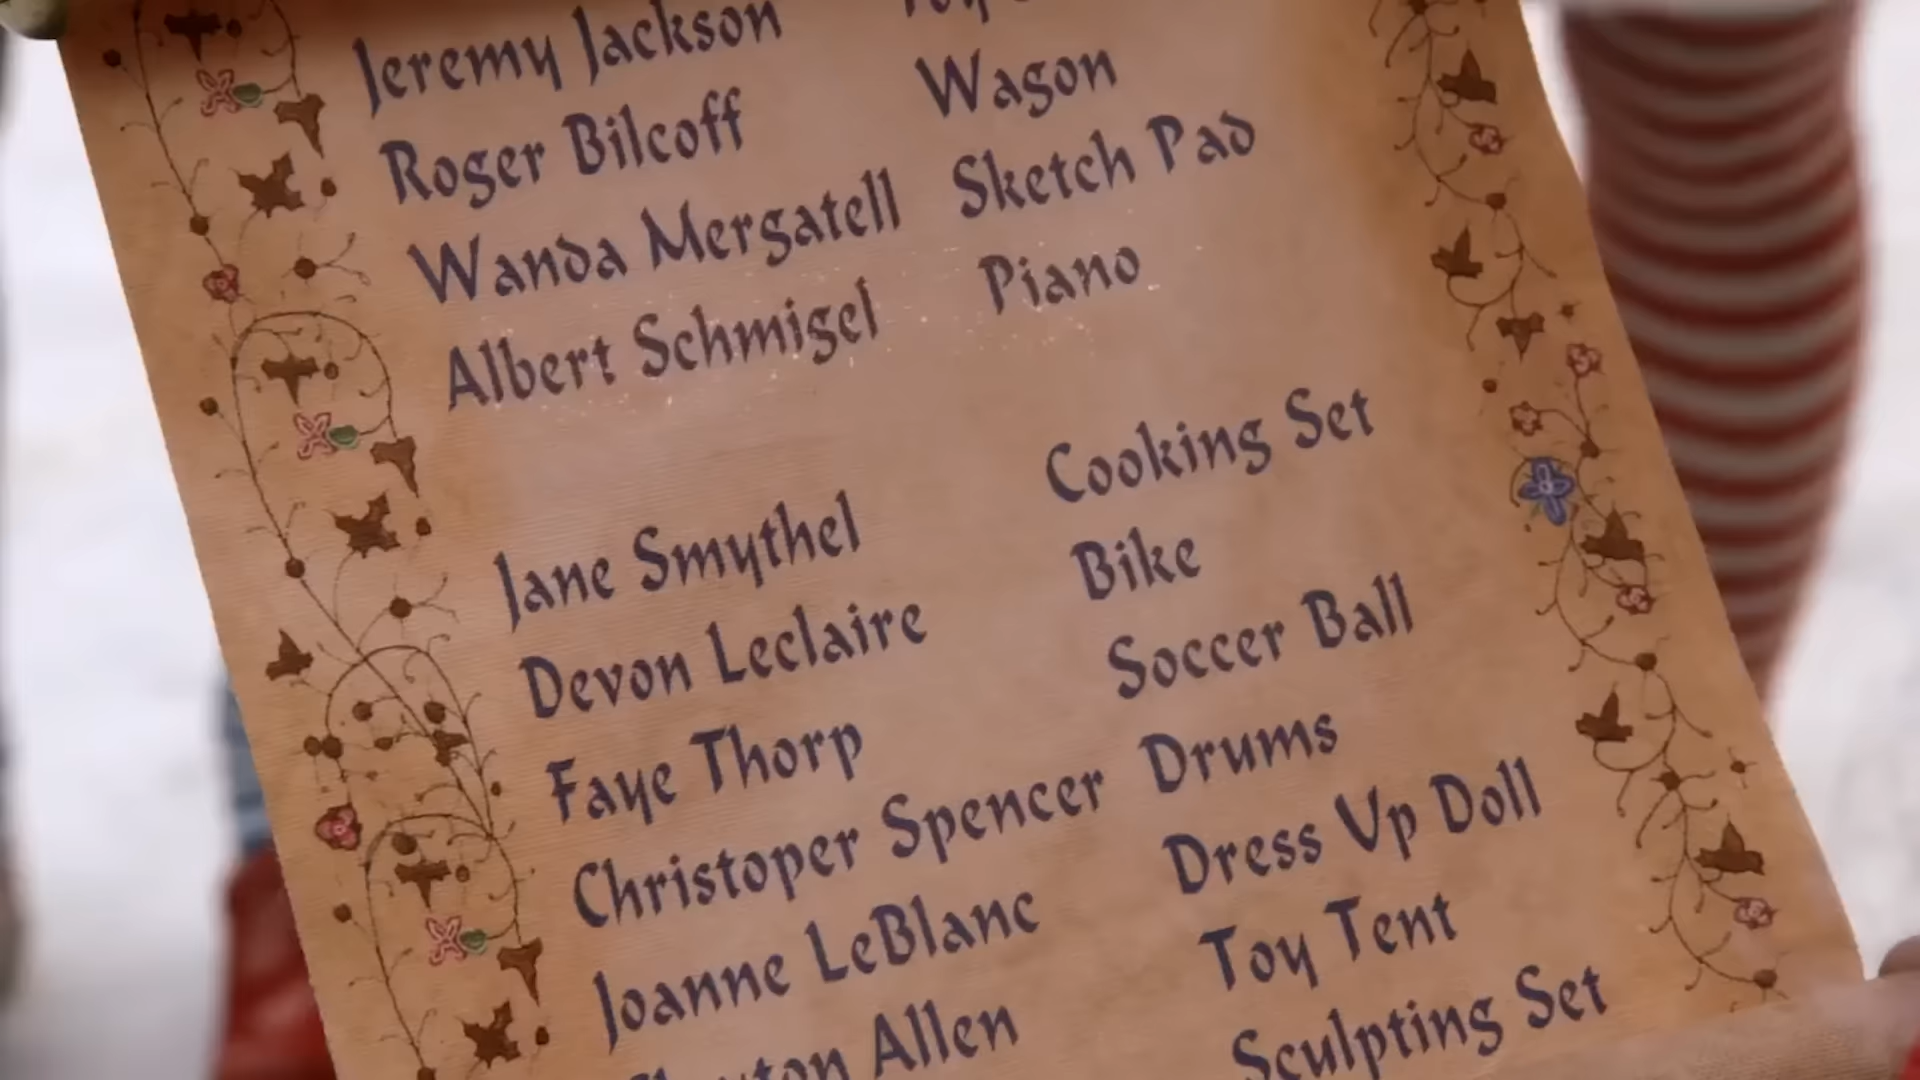 Jeremy Jackson
Roger Bilcoff Wagon
Wanda Mergatell Sketch Pad
Albert Schmigel Piano
Jane Smythel Cooking Set
Devon Leclaire Bike
Faye Thorp Soccer Ball
Christoper Spencer Drums
Joanne LeBlanc Dress Up Doll
Allen Toy Tent
Sculpting Set